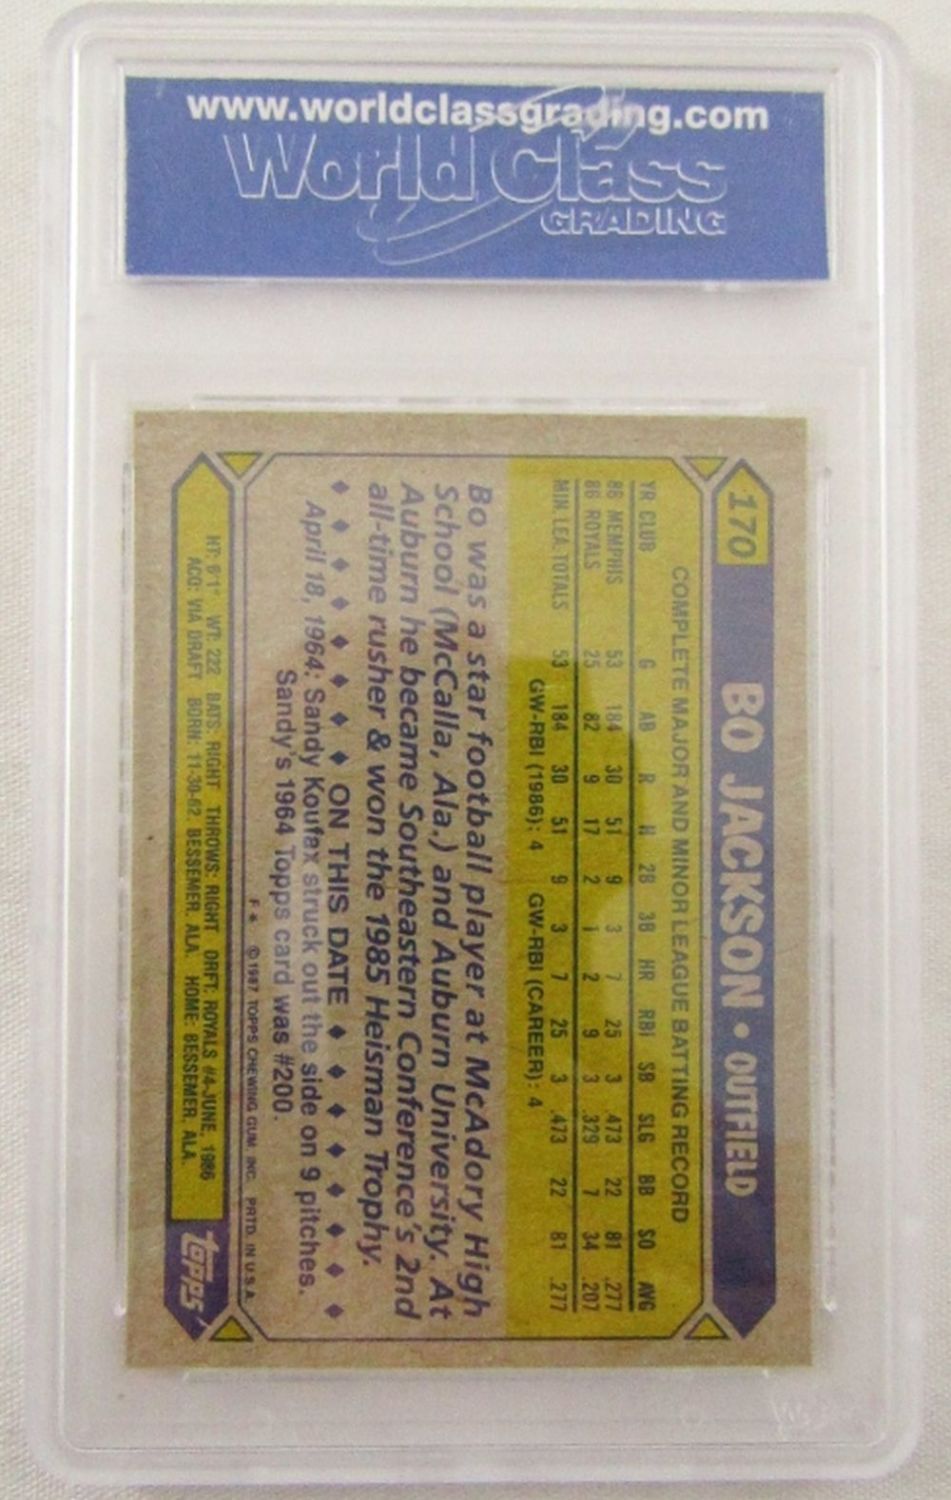 www.worldclassgrading.com
World Class
GRADING
170 BO JACKSON • OUTFIELD
COMPLETE MAJOR AND MINOR LEAGUE BATTING RECORD
YR CLUB G AB R H 2B 3B HR RBI SB SLG BB SO AVG
86 MEMPHIS 53 184 30 51 9 3 7 25 3 .473 22 81 .277
86 ROYALS 25 82 9 17 2 1 2 9 3 .329 7 34 .207
MIN. LEA. TOTALS 53 184 30 51 9 3 7 25 3 .473 22 81 .277
GW-RBI (1986): 4 GW-RBI (CAREER): 4
Bo was a star football player at McAdory High
School (McCalla, Ala.) and Auburn University. At
Auburn he became Southeastern Conference's 2nd
all-time rusher & won the 1985 Heisman Trophy.
♦ ♦ ♦ ♦ ♦ ♦ ♦ ON THIS DATE ♦ ♦ ♦ ♦ ♦ ♦ ♦ ♦
April 18, 1964: Sandy Koufax struck out the side on 9 pitches.
Sandy's 1964 Topps card was #200.
© 1987 TOPPS CHEWING GUM, INC. PRTD. IN U.S.A.
HT: 6'1" WT: 222 BATS: RIGHT THROWS: RIGHT DRFT: ROYALS #4-JUNE, 1986
ACQ: VIA DRAFT BORN: 11-30-62, BESSEMER, ALA. HOME: BESSEMER, ALA.
topps